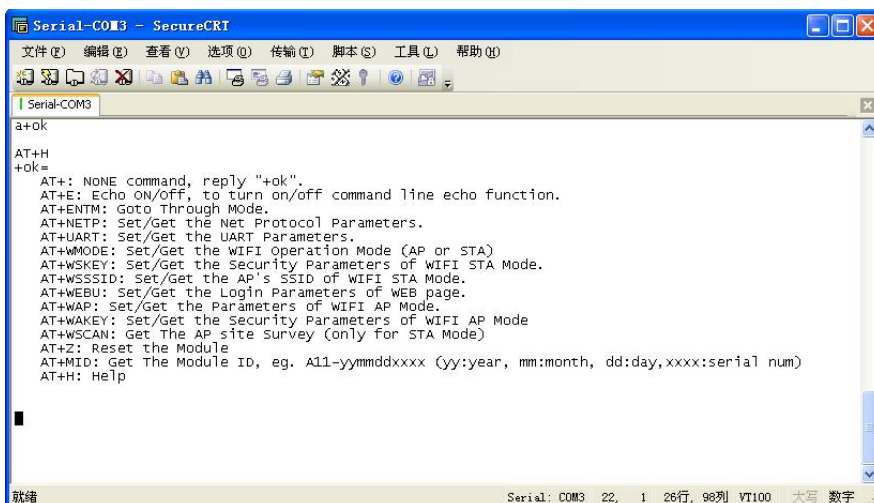 Serial-COM3 - SecureCRT
文件(F) 编辑(E) 查看(V) 选项(O) 传输(T) 脚本(S) 工具(L) 帮助(H)
Serial-COM3
a+ok
AT+H
+ok=
AT+: NONE command, reply "+ok".
AT+E: Echo ON/Off, to turn on/off command line echo function.
AT+ENTM: Goto Through MOde.
AT+NETP: Set/Get the Net Protocol Parameters.
AT+UART: Set/Get the UART Parameters.
AT+WMODE: Set/Get the WIFI Operation Mode (AP or STA)
AT+WSKEY: Set/Get the Security Parameters of WIFI STA Mode.
AT+WSSSID: Set/Get the AP's SSID of WIFI STA Mode.
AT+WEBU: Set/Get the Login Parameters of WEB page.
AT+WAP: Set/Get the Parameters of WIFI AP Mode.
AT+WAKEY: Set/Get the Security Parameters of WIFI AP Mode
AT+WSCAN: Get The AP site Survey (only for STA Mode)
AT+Z: Reset the Module
AT+MID: Get The Module ID, eg. A11-yymmddxxxx (yy:year, mm:month, dd:day,xxxx:serial num)
AT+H: Help
就绪 Serial: COM3 22, 1 26行, 98列 VT100 大写 数字